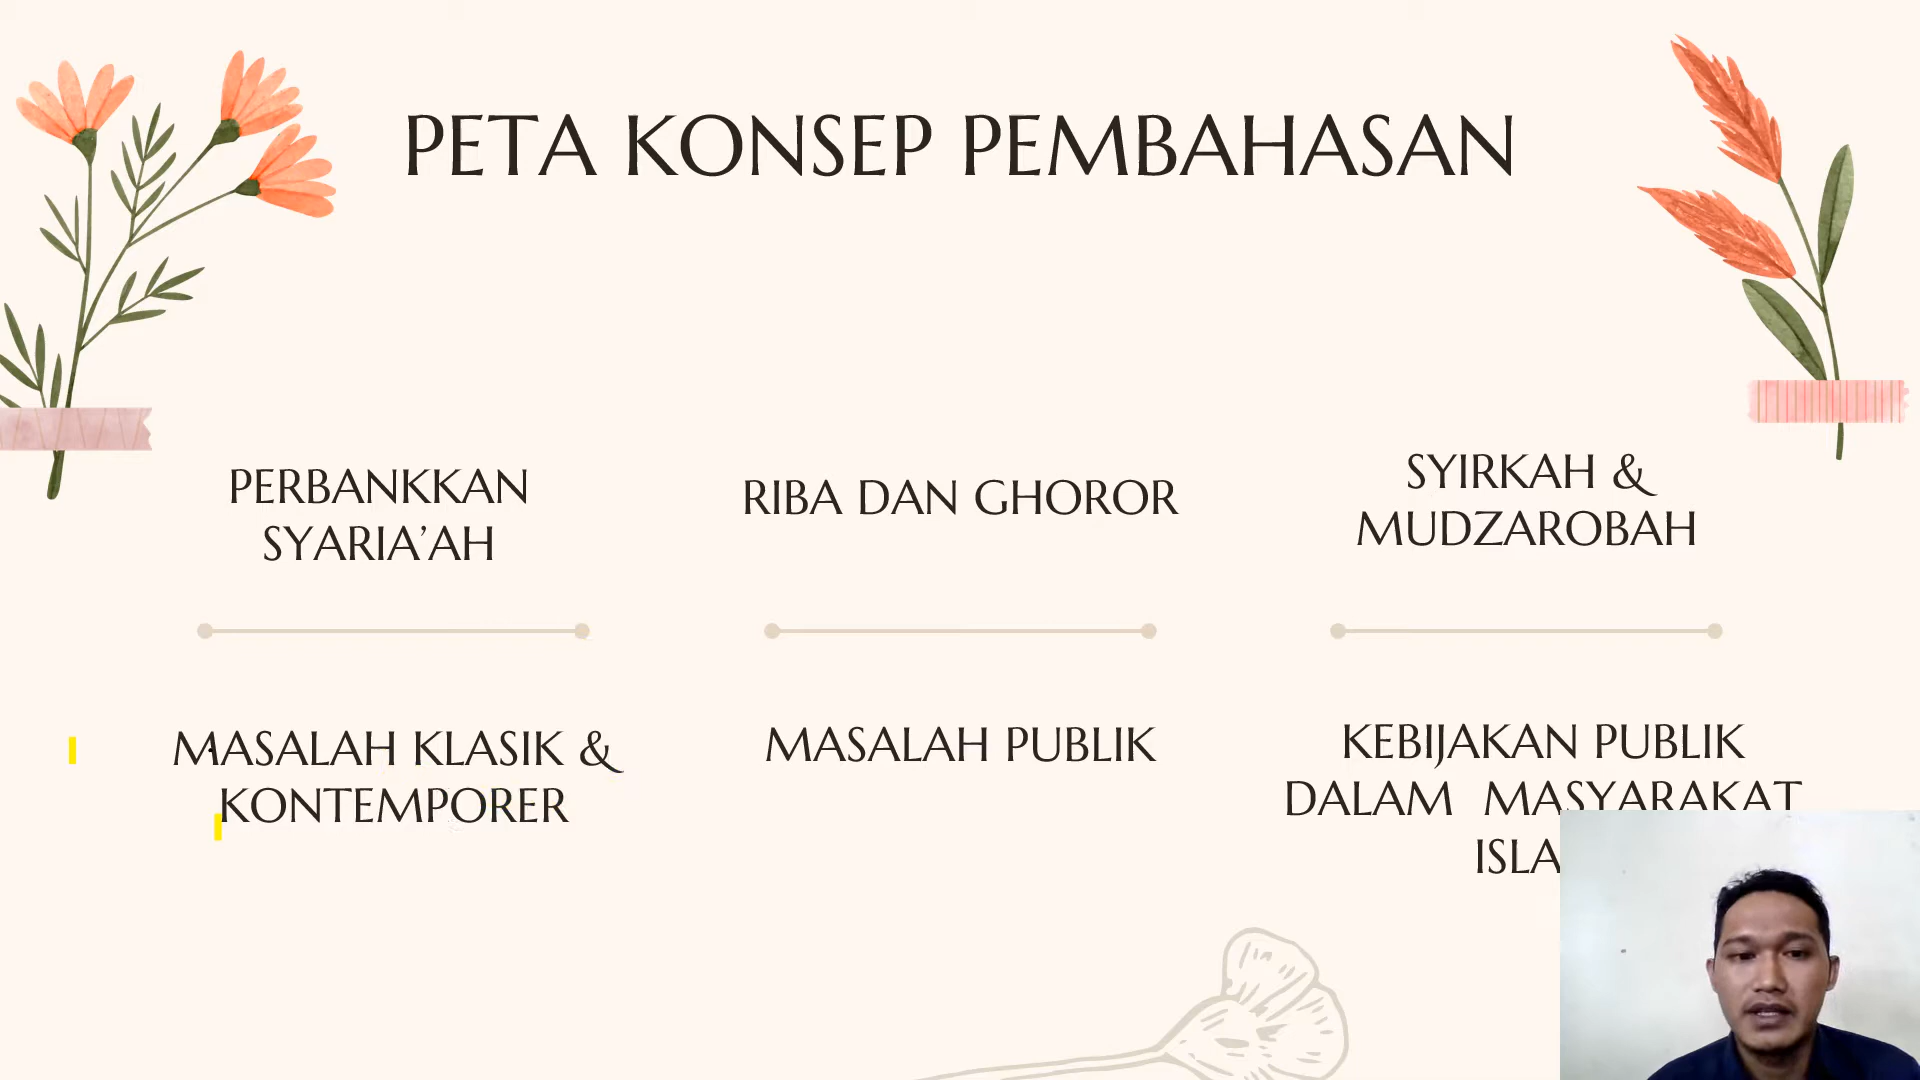 PETA KONSEP PEMBAHASAN
PERBANKKAN
SYARIA’AH
RIBA DAN GHOROR
SYIRKAH &
MUDZAROBAH
MASALAH KLASIK &
KONTEMPORER
MASALAH PUBLIK
KEBIJAKAN PUBLIK
DALAM MASYARAKAT